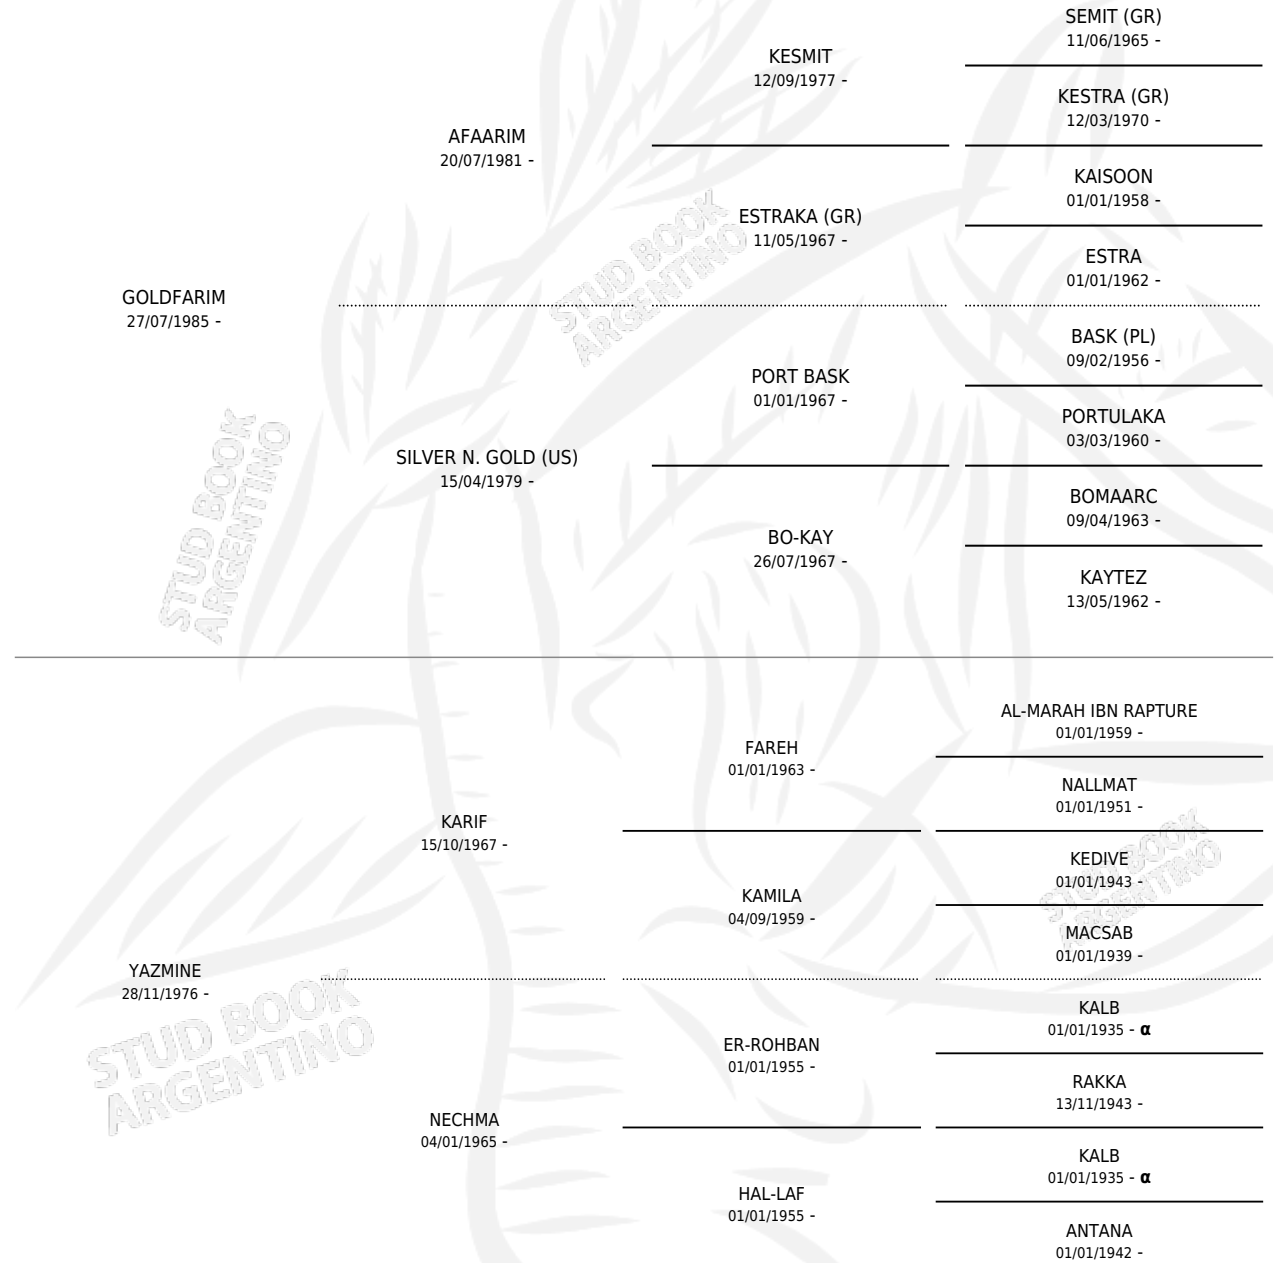 SEMIT (GR)
11/06/1965 -
KESMIT
12/09/1977 -
KESTRA (GR)
12/03/1970 -
AFAARIM
20/07/1981 -
KAISOON
01/01/1958 -
ESTRAKA (GR)
11/05/1967 -
ESTRA
01/01/1962 -
GOLDFARIM
27/07/1985 -
BASK (PL)
09/02/1956 -
PORT BASK
01/01/1967 -
PORTULAKA
03/03/1960 -
SILVER N. GOLD (US)
15/04/1979 -
BOMAARC
09/04/1963 -
BO-KAY
26/07/1967 -
KAYTEZ
13/05/1962 -
AL-MARAH IBN RAPTURE
01/01/1959 -
FAREH
01/01/1963 -
NALLMAT
01/01/1951 -
KARIF
15/10/1967 -
KEDIVE
01/01/1943 -
KAMILA
04/09/1959 -
MACSAB
01/01/1939 -
YAZMINE
28/11/1976 -
KALB
01/01/1935 - α
ER-ROHBAN
01/01/1955 -
RAKKA
13/11/1943 -
NECHMA
04/01/1965 -
KALB
01/01/1935 - α
HAL-LAF
01/01/1955 -
ANTANA
01/01/1942 -
STUD BOOK
ARGENTINO
STUD BOOK
ARGENTINO
STUD BOOK
ARGENTINO
STUD BOOK
ARGENTINO